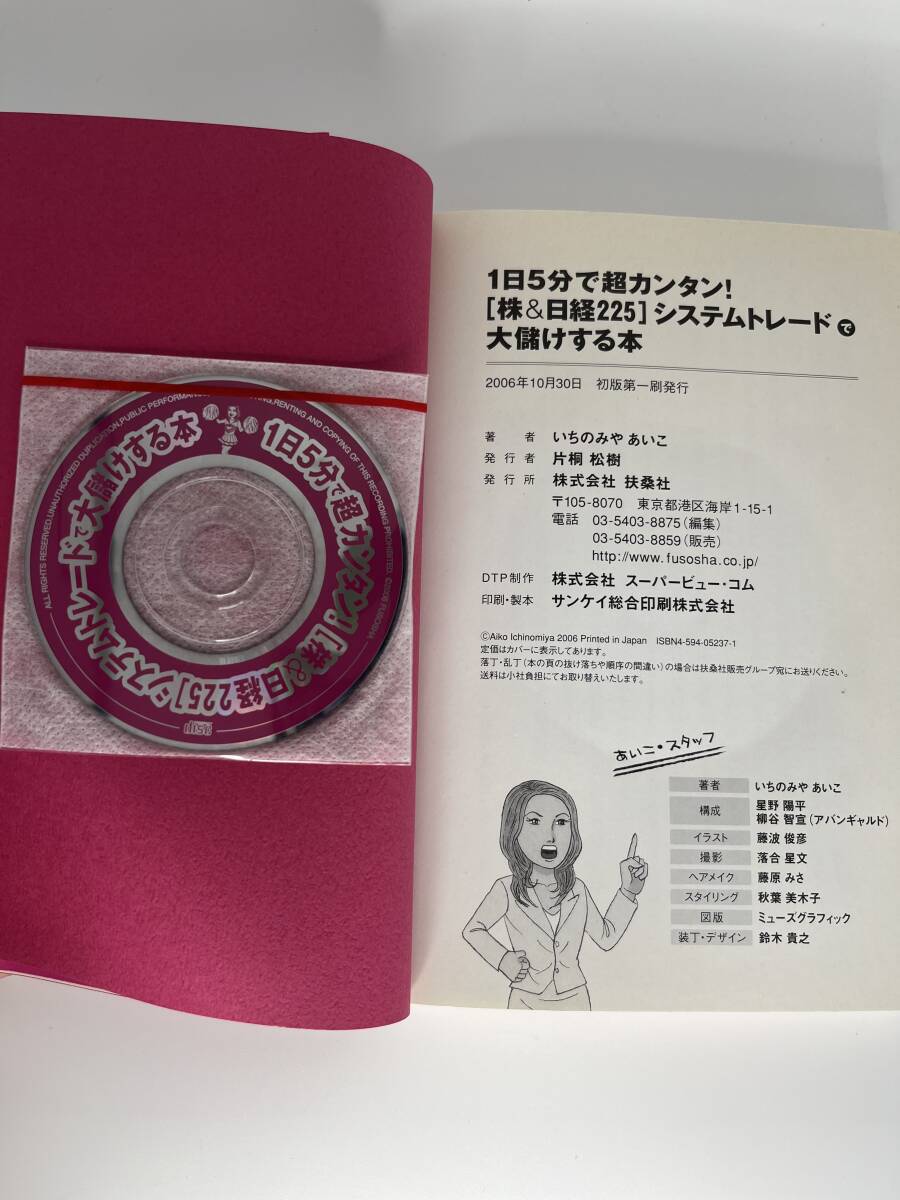 ALL RIGHTS RESERVED.UNAUTHORIZED DUPLICATION,PUBLIC PERFORMAN
RENTING AND COPYING OF THIS RECORDING PROHIBITED. ©2006 FUSOSHA
1日5分で超カンタン!
[株&日経225]システムトレードで大儲けする本
1日5分で超カンタン!
[株&日経225]システムトレードで
大儲けする本
2006年10月30日 初版第一刷発行
著 者 いちのみや あいこ
発 行 者 片桐 松樹
発 行 所 株式会社 扶桑社
〒105-8070 東京都港区海岸1-15-1
電話 03-5403-8875(編集)
03-5403-8859(販売)
http://www.fusosha.co.jp/
DTP制作 株式会社 スーパービュー・コム
印刷・製本 サンケイ総合印刷株式会社
©Aiko Ichinomiya 2006 Printed in Japan ISBN4-594-05237-1
定価はカバーに表示してあります。
落丁・乱丁(本の頁の抜け落ちや順序の間違い)の場合は扶桑社販売グループ宛にお送りください。
送料は小社負担にてお取り替えいたします。
あいこ・スタッフ
著者 いちのみや あいこ
構成 星野 陽平
柳谷 智宣(アバンギャルド)
イラスト 藤波 俊彦
撮影 落合 星文
ヘアメイク 藤原 みさ
スタイリング 秋葉 美木子
図版 ミューズグラフィック
装丁・デザイン 鈴木 貴之